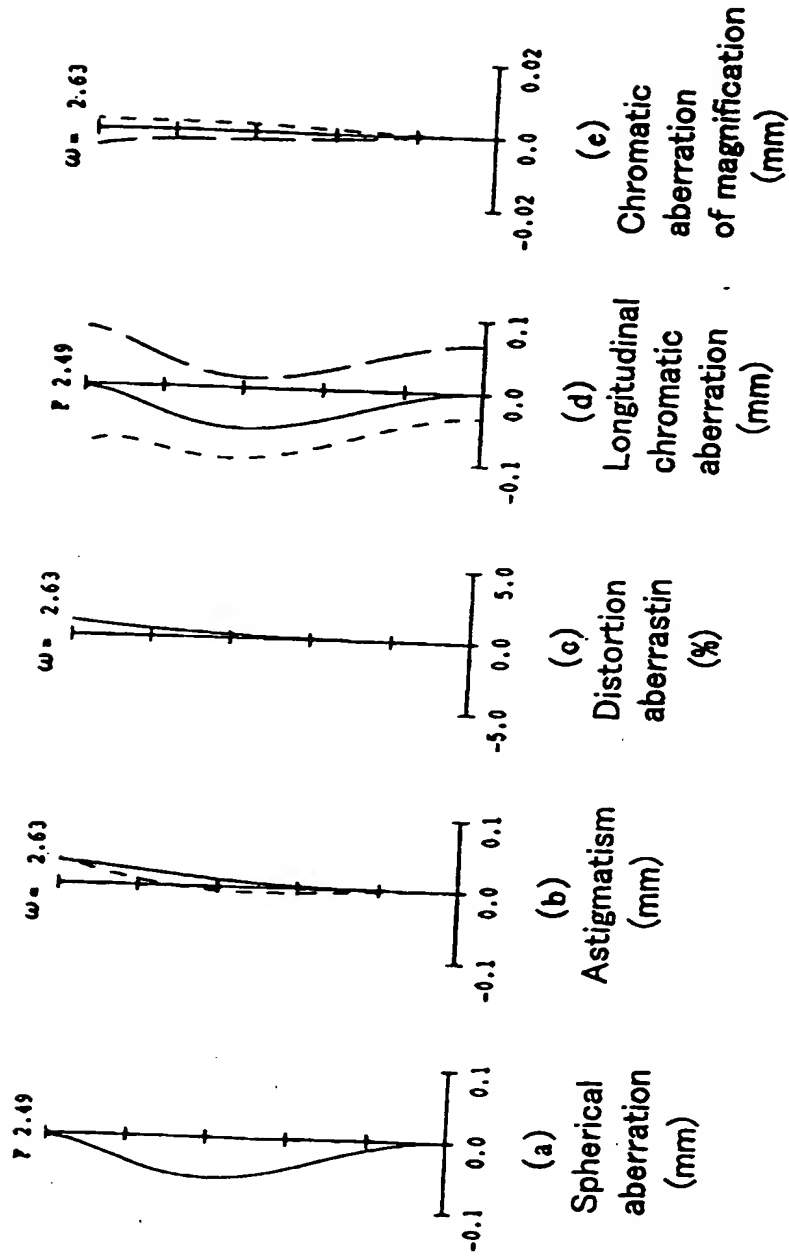 F 2.49
-0.1 0.0 0.1
(a)
Spherical
aberration
(mm)
ω= 2.63
-0.1 0.0 0.1
(b)
Astigmatism
(mm)
ω= 2.63
-5.0 0.0 5.0
(c)
Distortion
aberrastin
(%)
F 2.49
-0.1 0.0 0.1
(d)
Longitudinal
chromatic
aberration
(mm)
ω= 2.63
-0.02 0.0 0.02
(e)
Chromatic
aberration
of magnification
(mm)